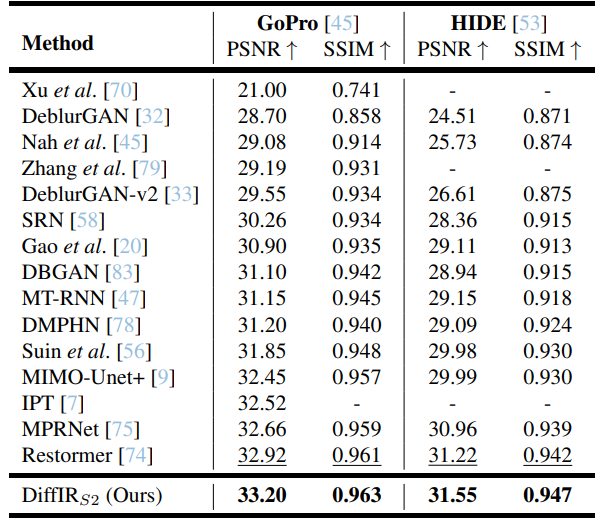 Method GoPro [45] HIDE [53]
PSNR ↑ SSIM ↑ PSNR ↑ SSIM ↑
Xu et al. [70] 21.00 0.741 - -
DeblurGAN [32] 28.70 0.858 24.51 0.871
Nah et al. [45] 29.08 0.914 25.73 0.874
Zhang et al. [79] 29.19 0.931 - -
DeblurGAN-v2 [33] 29.55 0.934 26.61 0.875
SRN [58] 30.26 0.934 28.36 0.915
Gao et al. [20] 30.90 0.935 29.11 0.913
DBGAN [83] 31.10 0.942 28.94 0.915
MT-RNN [47] 31.15 0.945 29.15 0.918
DMPHN [78] 31.20 0.940 29.09 0.924
Suin et al. [56] 31.85 0.948 29.98 0.930
MIMO-Unet+ [9] 32.45 0.957 29.99 0.930
IPT [7] 32.52 - - -
MPRNet [75] 32.66 0.959 30.96 0.939
Restormer [74] 32.92 0.961 31.22 0.942
DiffIRS2 (Ours) 33.20 0.963 31.55 0.947